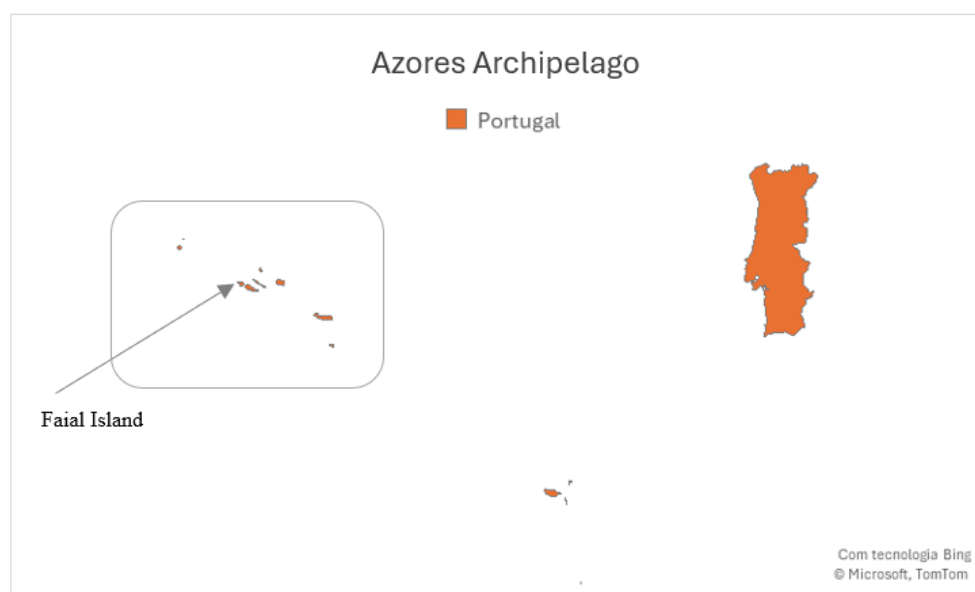 Azores Archipelago
Portugal
Faial Island
Com tecnologia Bing
© Microsoft, TomTom